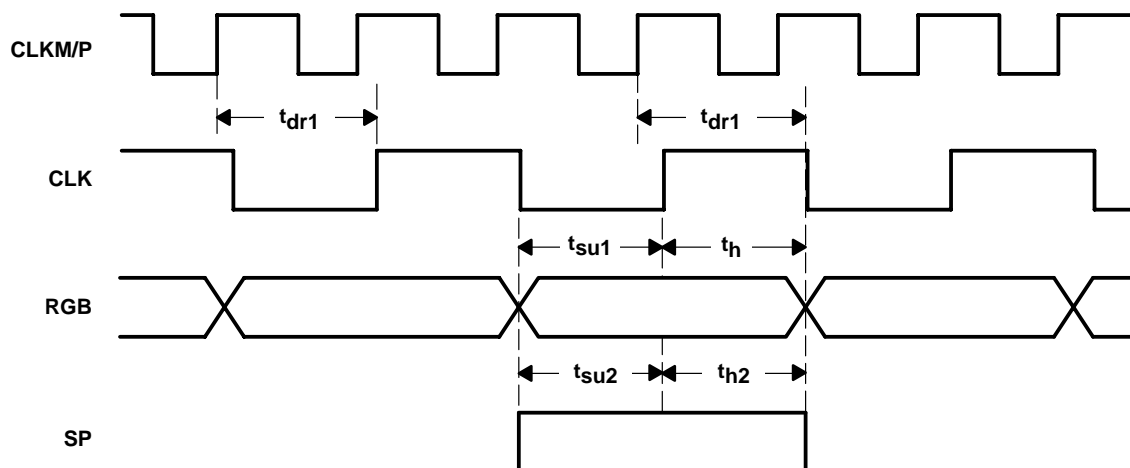 CLKM/P
tdr1 tdr1
CLK
tsu1 th
RGB
tsu2 th2
SP